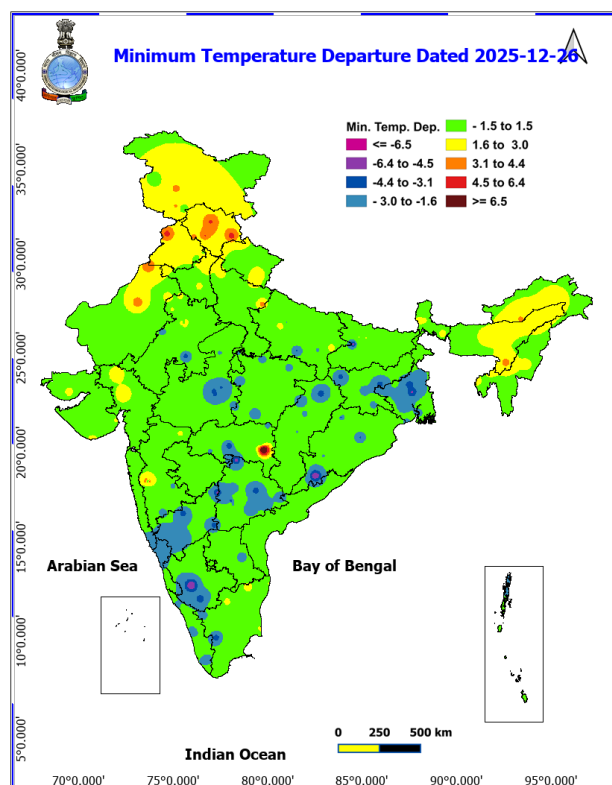 Minimum Temperature Departure Dated 2025-12-26
Min. Temp. Dep.
<= -6.5
-6.4 to -4.5
-4.4 to -3.1
- 3.0 to -1.6
- 1.5 to 1.5
1.6 to 3.0
3.1 to 4.4
4.5 to 6.4
>= 6.5
40°0.000'
35°0.000'
30°0.000'
25°0.000'
20°0.000'
15°0.000'
10°0.000'
5°0.000'
Arabian Sea
Bay of Bengal
Indian Ocean
0 250 500 km
70°0.000' 75°0.000' 80°0.000' 85°0.000' 90°0.000' 95°0.000'